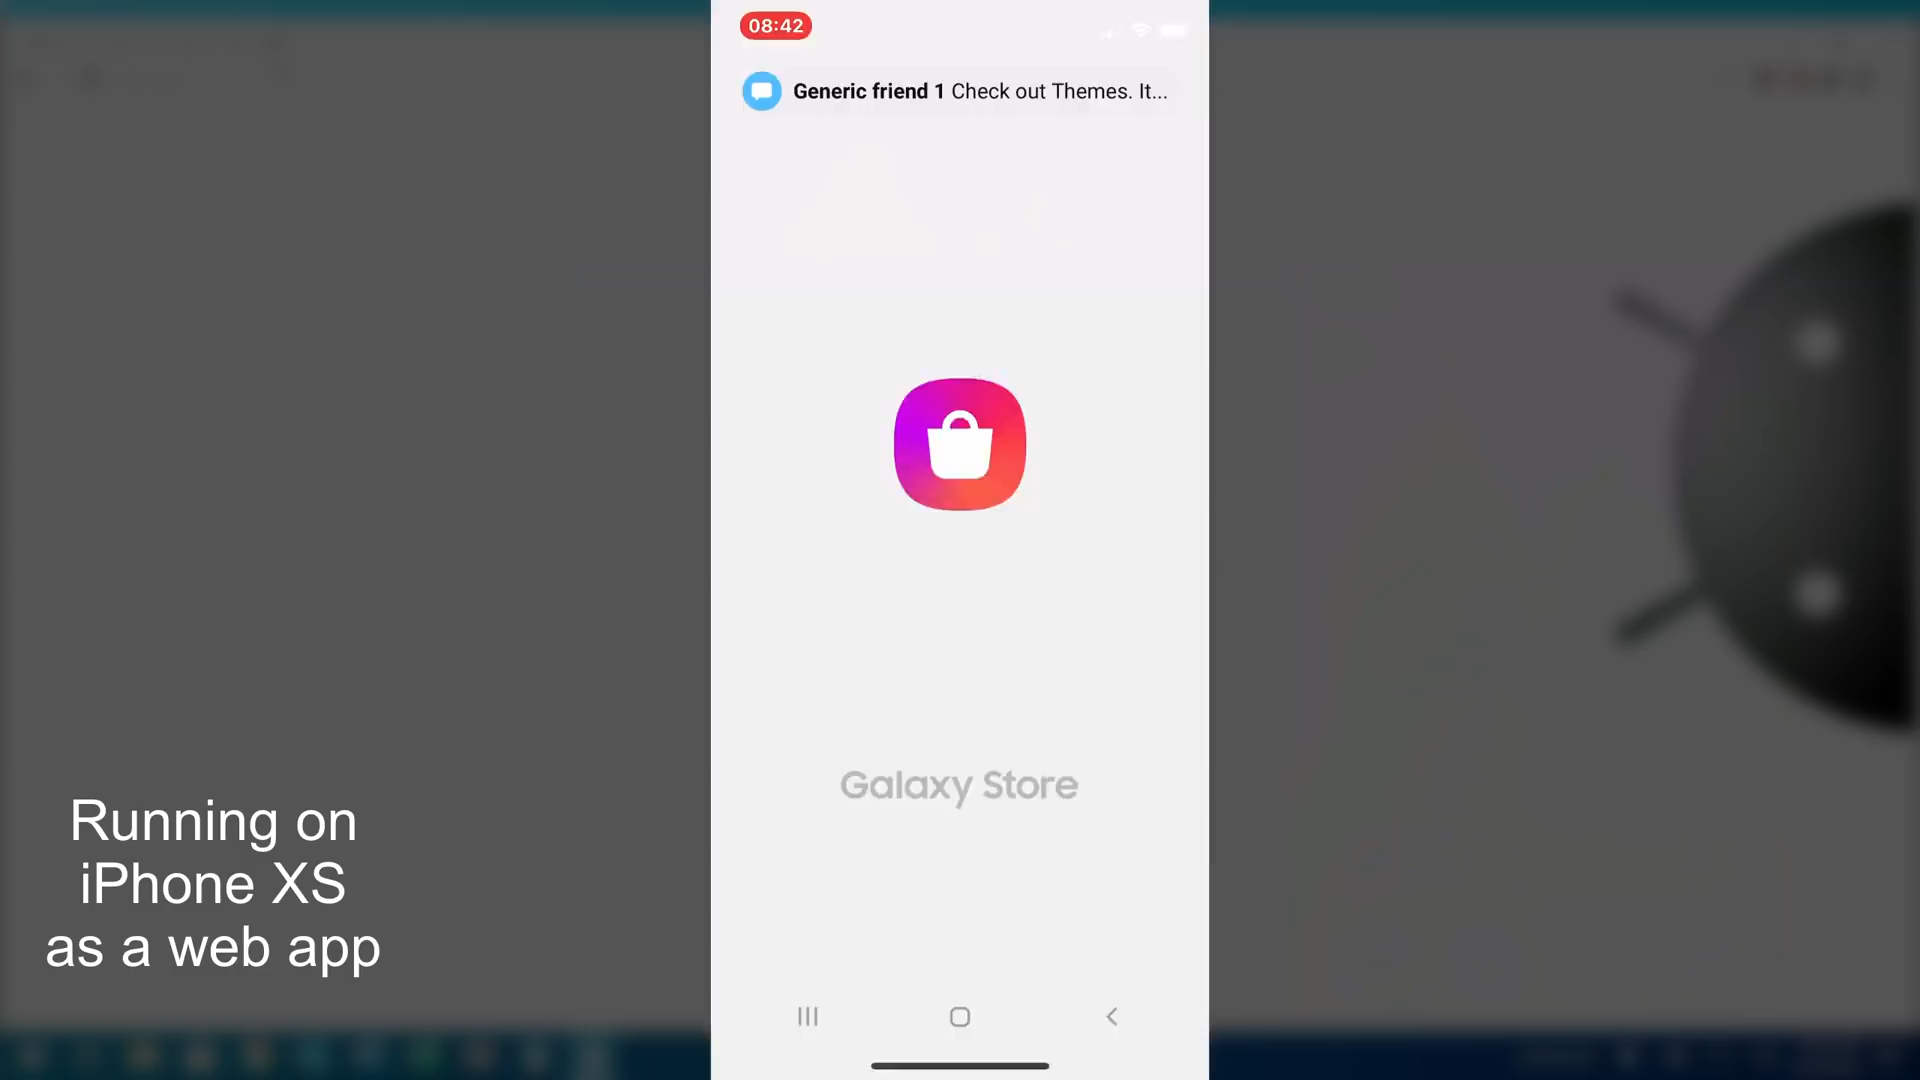 08:42
Generic friend 1 Check out Themes. It...
Galaxy Store
Running on
iPhone XS
as a web app